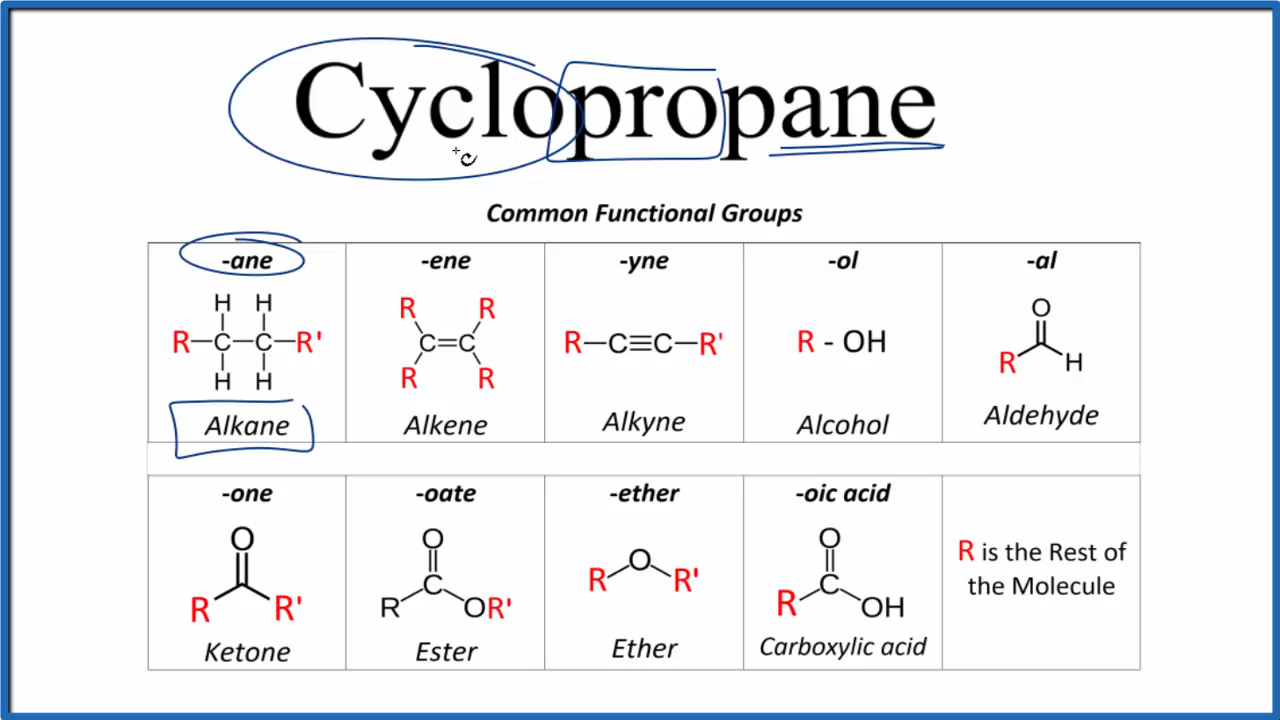 Cyclopropane
Common Functional Groups
-ane -ene -yne -ol -al
H H R R O
R C C R' C C R C C R' R - OH R H
H H R R
Alkane Alkene Alkyne Alcohol Aldehyde
-one -oate -ether -oic acid
O O O O R is the Rest of
R R' C R R' C the Molecule
R OR' R OH
Ketone Ester Ether Carboxylic acid